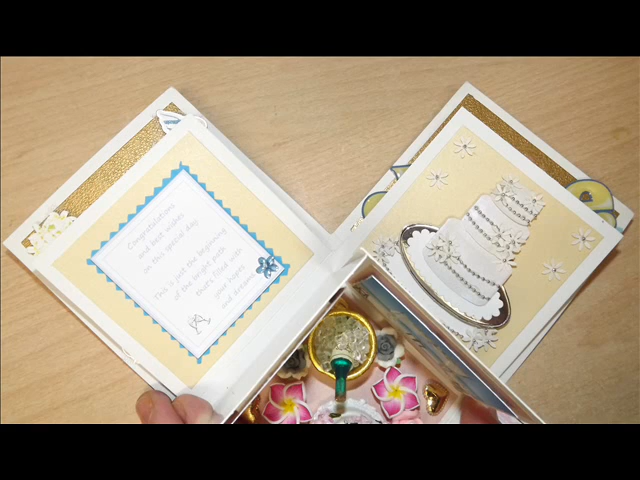 Congratulations
and best wishes
on this special day
This is just the beginning
of the bright path
that's filled with
your hopes
and dreams